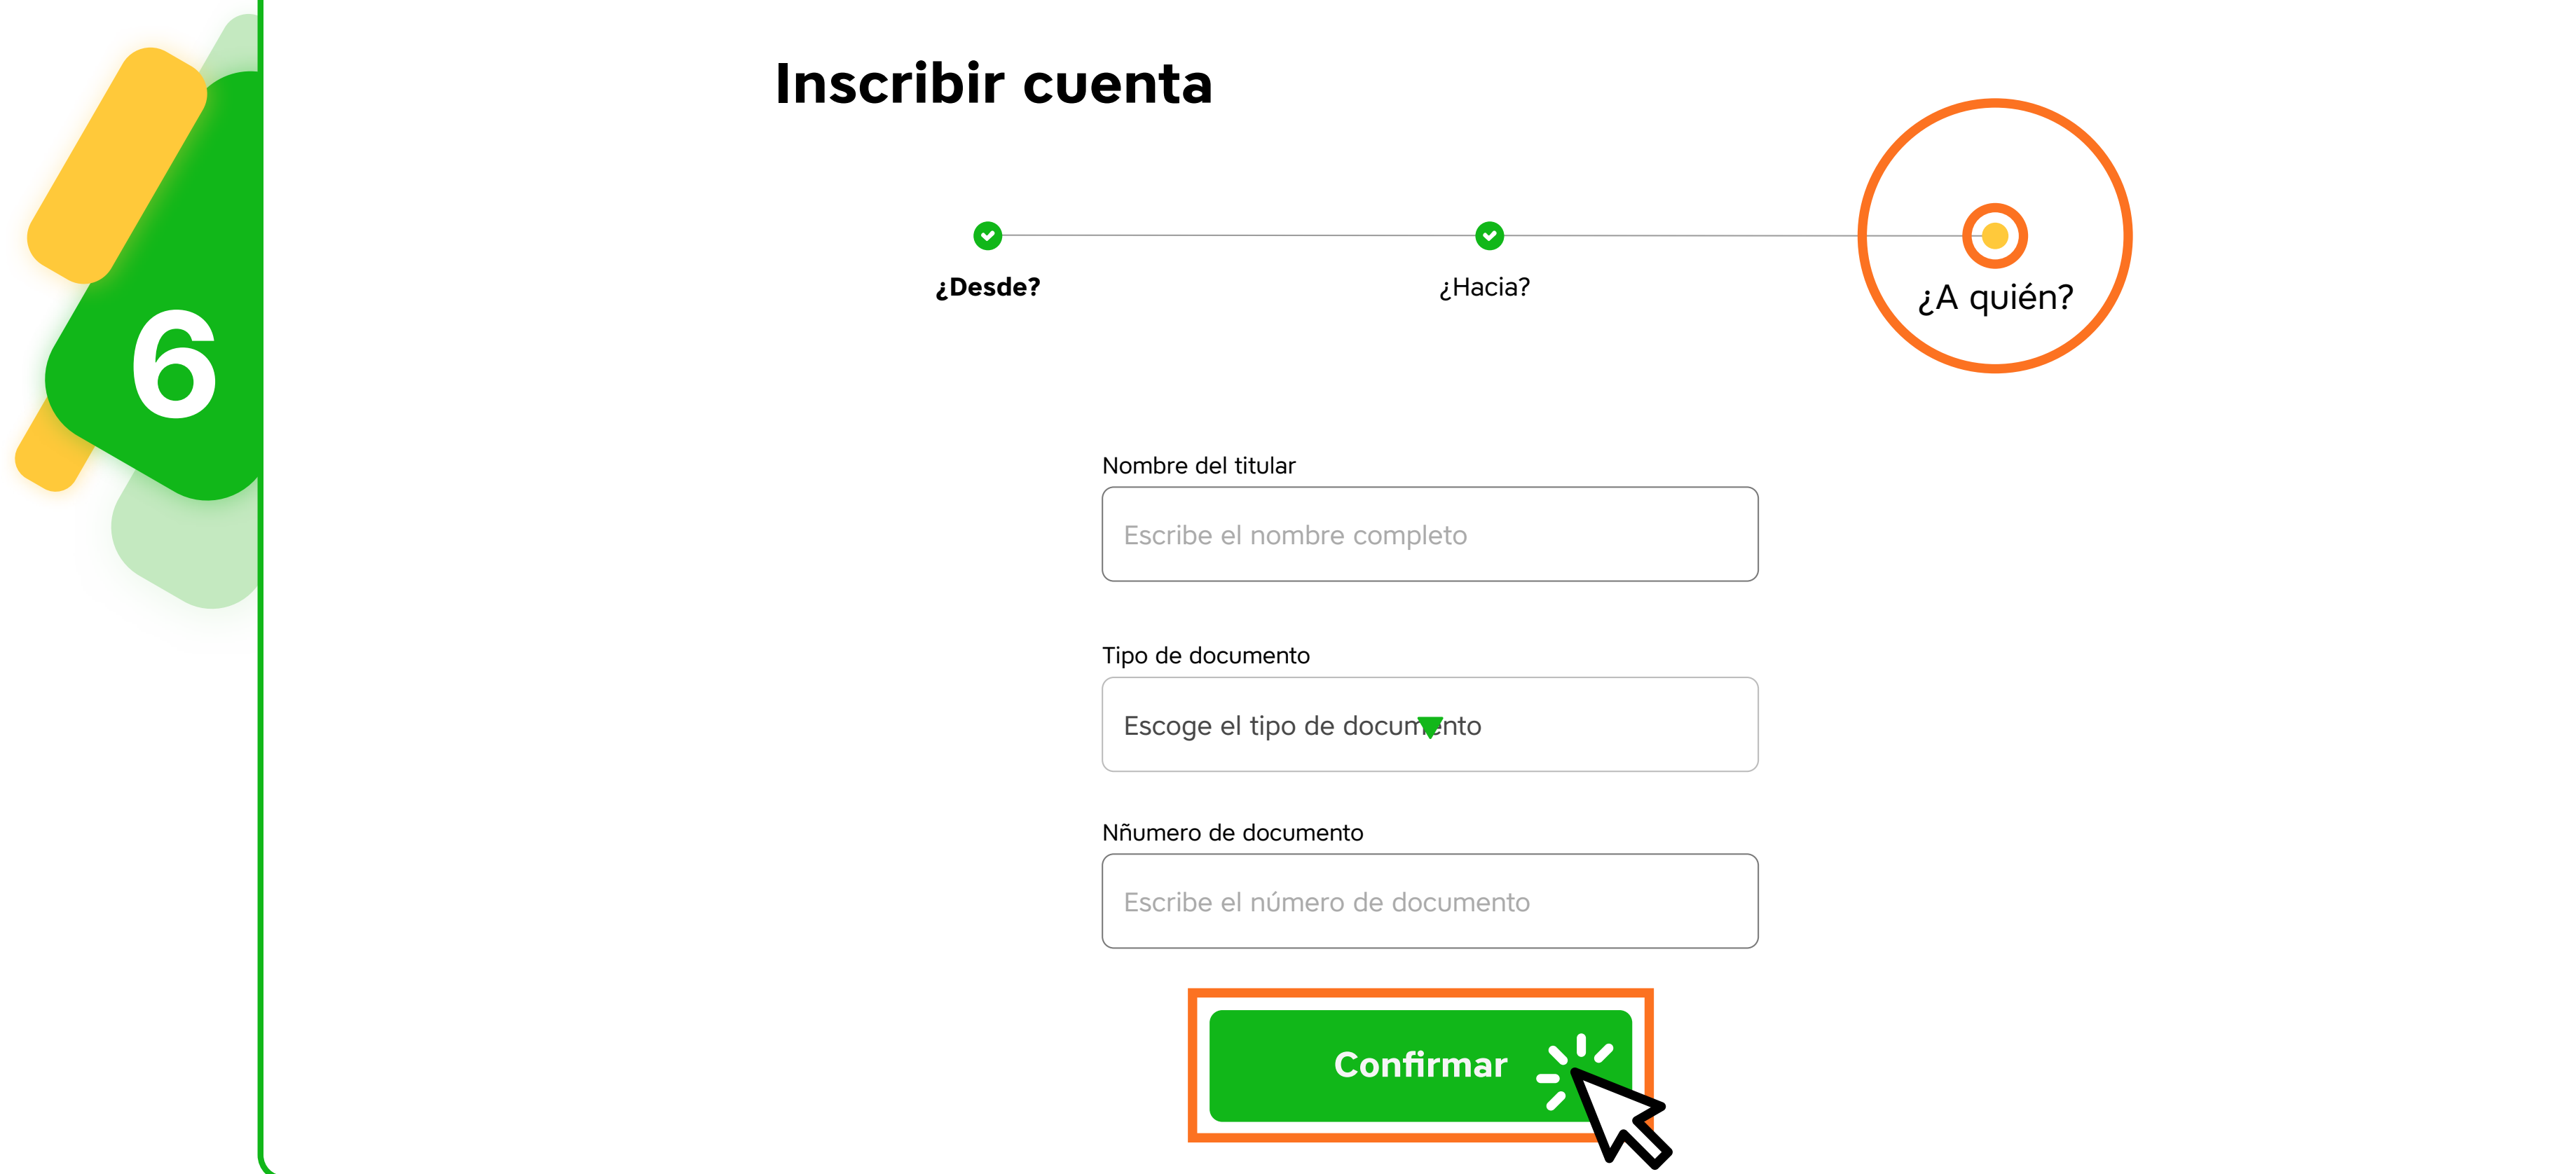 Inscribir cuenta
¿Desde?
¿Hacia?
¿A quién?
6
Nombre del titular
Escribe el nombre completo
Tipo de documento
Escoge el tipo de documento
Nñumero de documento
Escribe el número de documento
Confirmar